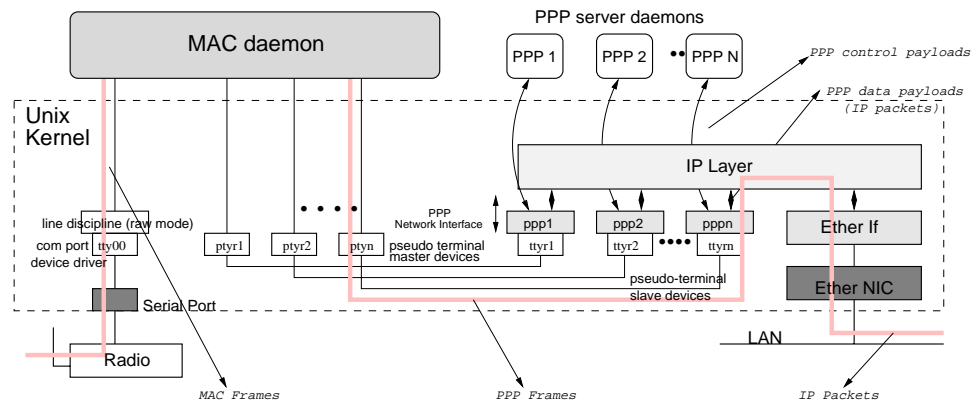 PPP server daemons
MAC daemon
PPP 1
PPP 2
PPP N
PPP control payloads
PPP data payloads
(IP packets)
Unix
Kernel
IP Layer
line discipline (raw mode)
PPP
Network Interface
ppp1
ppp2
pppn
Ether If
com port
device driver
tty00
ptyr1
ptyr2
ptyn
pseudo terminal
master devices
ttyr1
ttyr2
ttyrn
pseudo-terminal
slave devices
Ether NIC
Serial Port
LAN
Radio
MAC Frames
PPP Frames
IP Packets